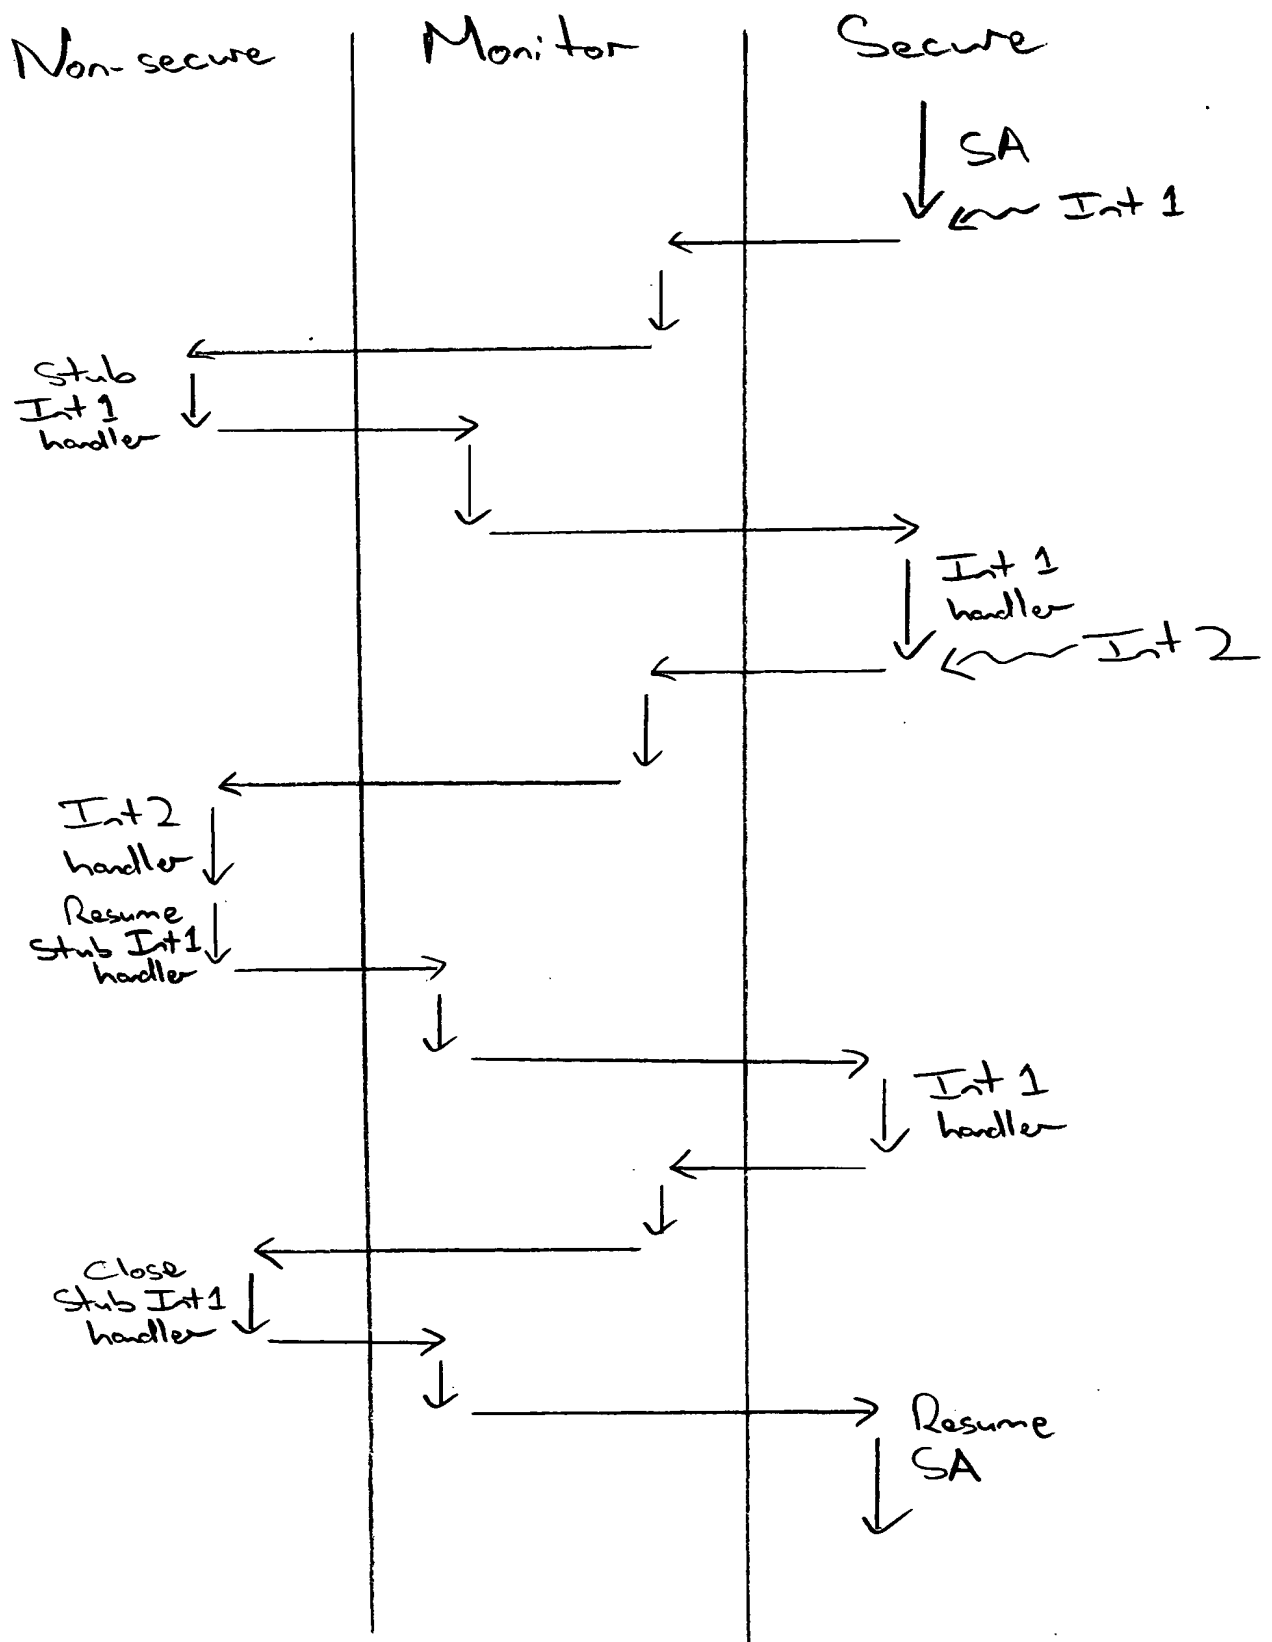 Non-secure
Monitor
Secure
SA
Int 1
Stub
Int 1
handler
Int 1
handler
Int 2
Int 2
handler
Resume
Stub Int 1
handler
Int 1
handler
Close
Stub Int 1
handler
Resume
SA